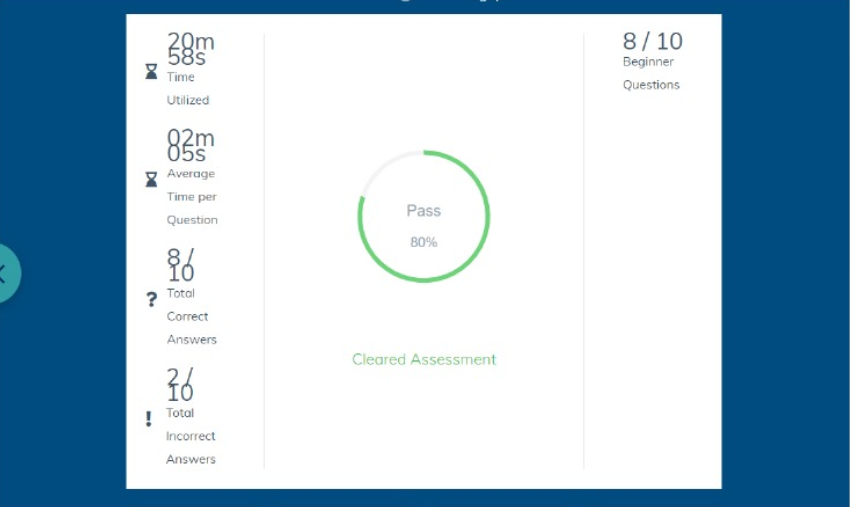 20m
58s
Time
Utilized
02m
05s
Average
Time per
Question
8 /
10
Total
Correct
Answers
2 /
10
Total
Incorrect
Answers
Pass
80%
Cleared Assessment
8 / 10
Beginner
Questions